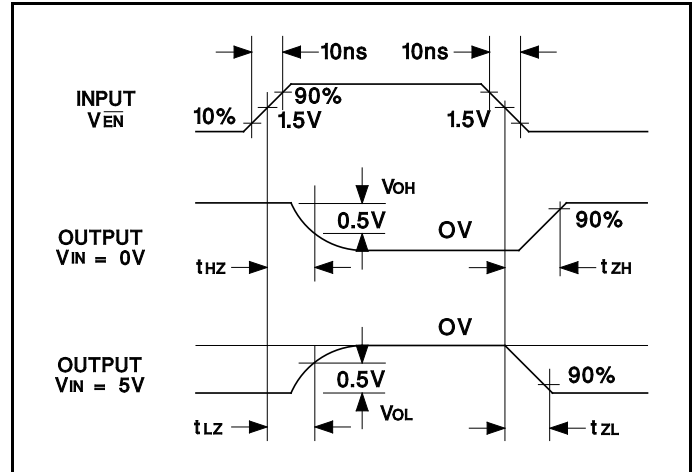 10ns 10ns
INPUT
VEN
10% 90% 1.5V 1.5V
VOH
0.5V
OUTPUT
VIN = 0V
OV 90%
tHZ tZH
OV
OUTPUT
VIN = 5V
0.5V 90%
VOL
tLZ tZL